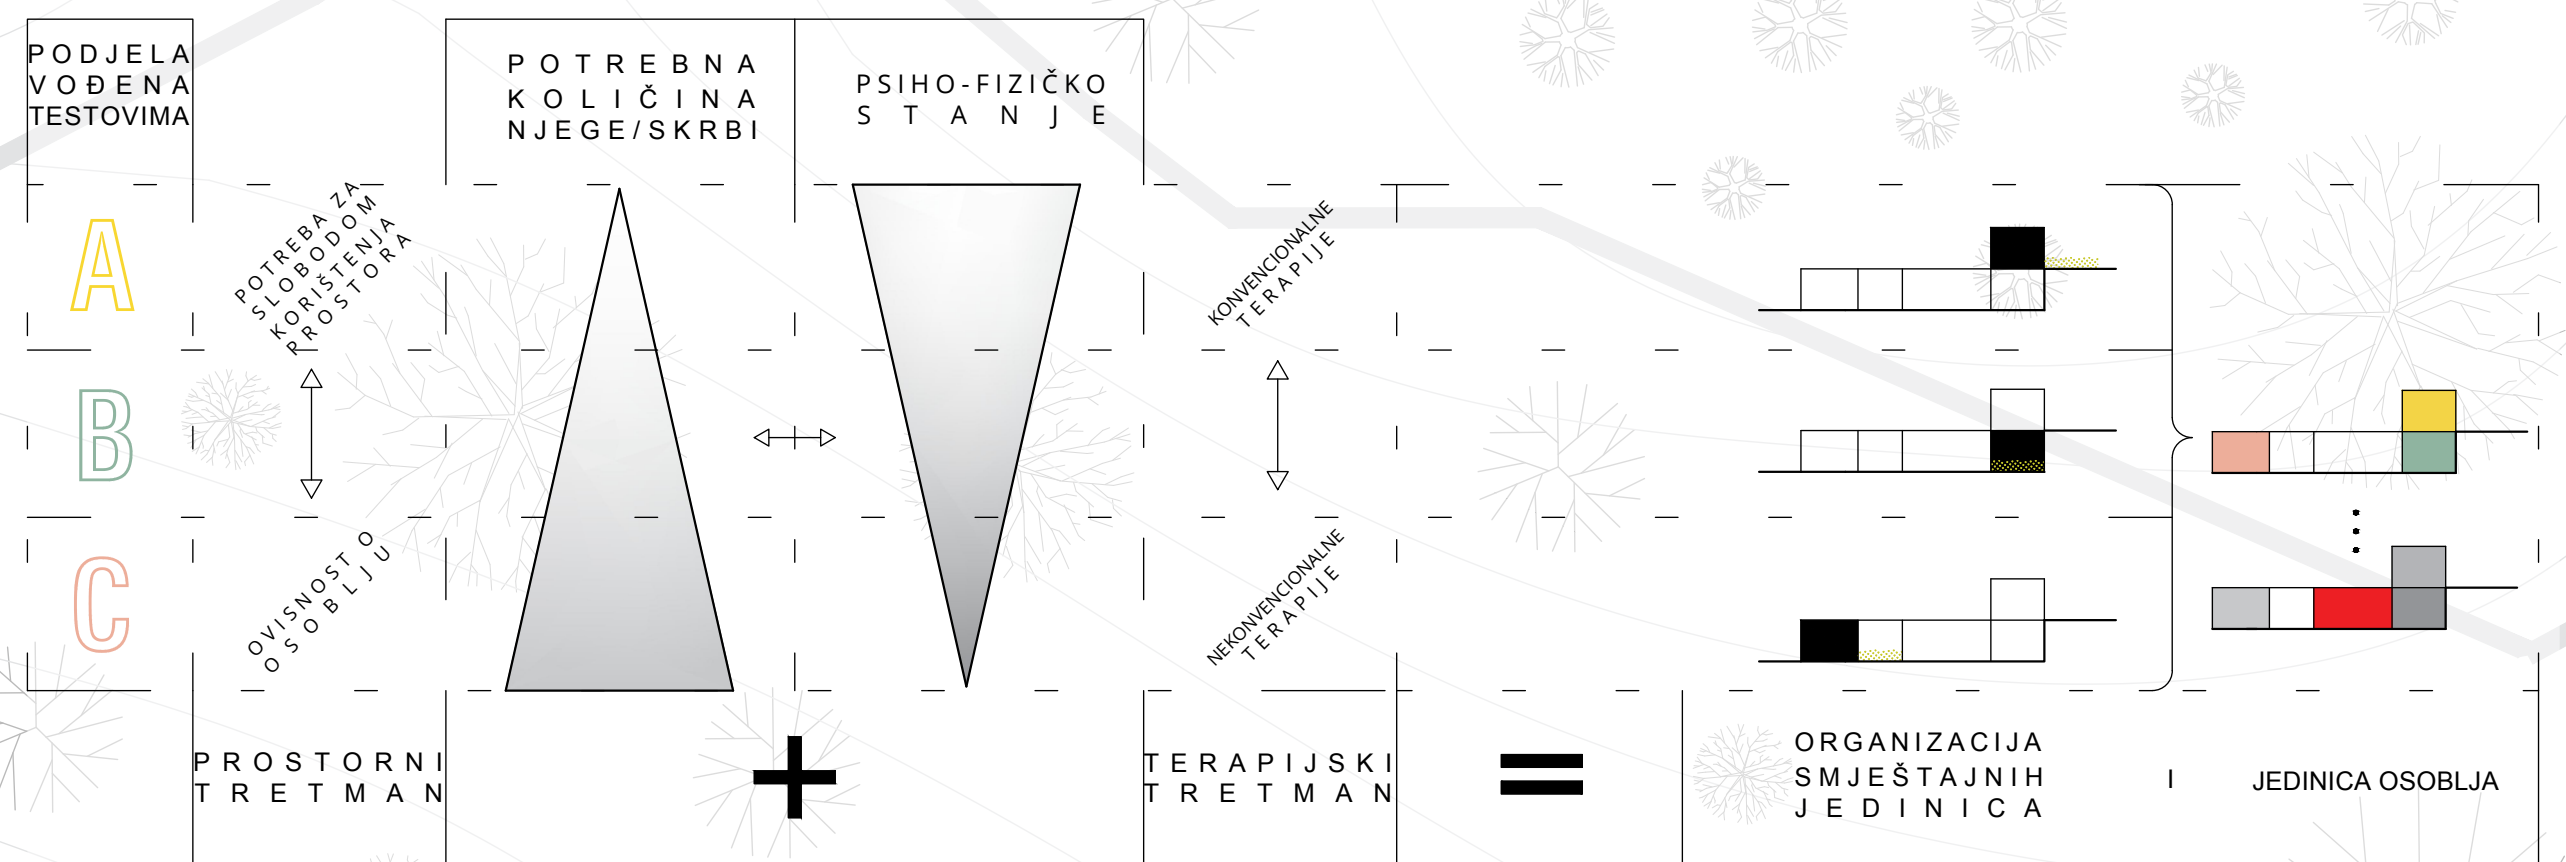 PODJELA
VOĐENA
TESTOVIMA
POTREBNA
KOLIČINA
NJEGE/SKRBI
PSIHO-FIZIČKO
STANJE
A
POTREBA ZA
SLOBODOM
KORIŠTENJA
PROSTORA
KONVENCIONALNE
TERAPIJE
B
C
OVISNOST O
OSOBLJU
NEKONVENCIONALNE
TERAPIJE
PROSTORNI
TRETMAN
+
TERAPIJSKI
TRETMAN
=
ORGANIZACIJA
SMJEŠTAJNIH
JEDINICA
I
JEDINICA OSOBLJA